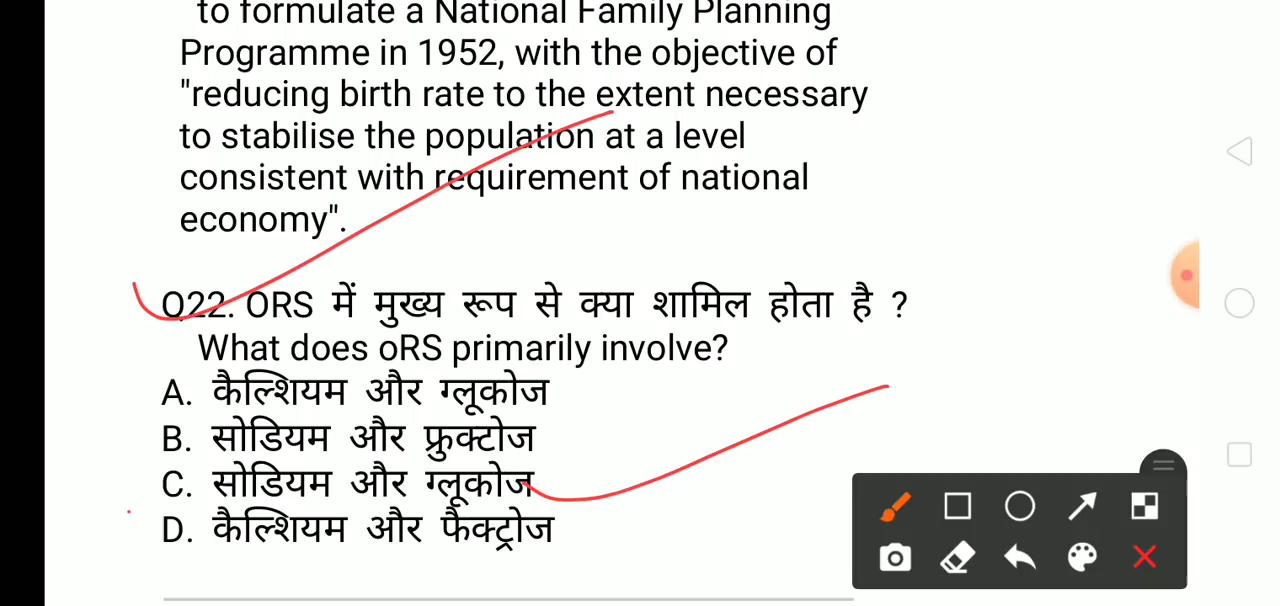 to formulate a National Family Planning
Programme in 1952, with the objective of
"reducing birth rate to the extent necessary
to stabilise the population at a level
consistent with requirement of national
economy".
Q22. ORS में मुख्य रूप से क्या शामिल होता है ?
What does oRS primarily involve?
A. कैल्शियम और ग्लूकोज
B. सोडियम और फ्रुक्टोज
C. सोडियम और ग्लूकोज
D. कैल्शियम और फैक्ट्रोज